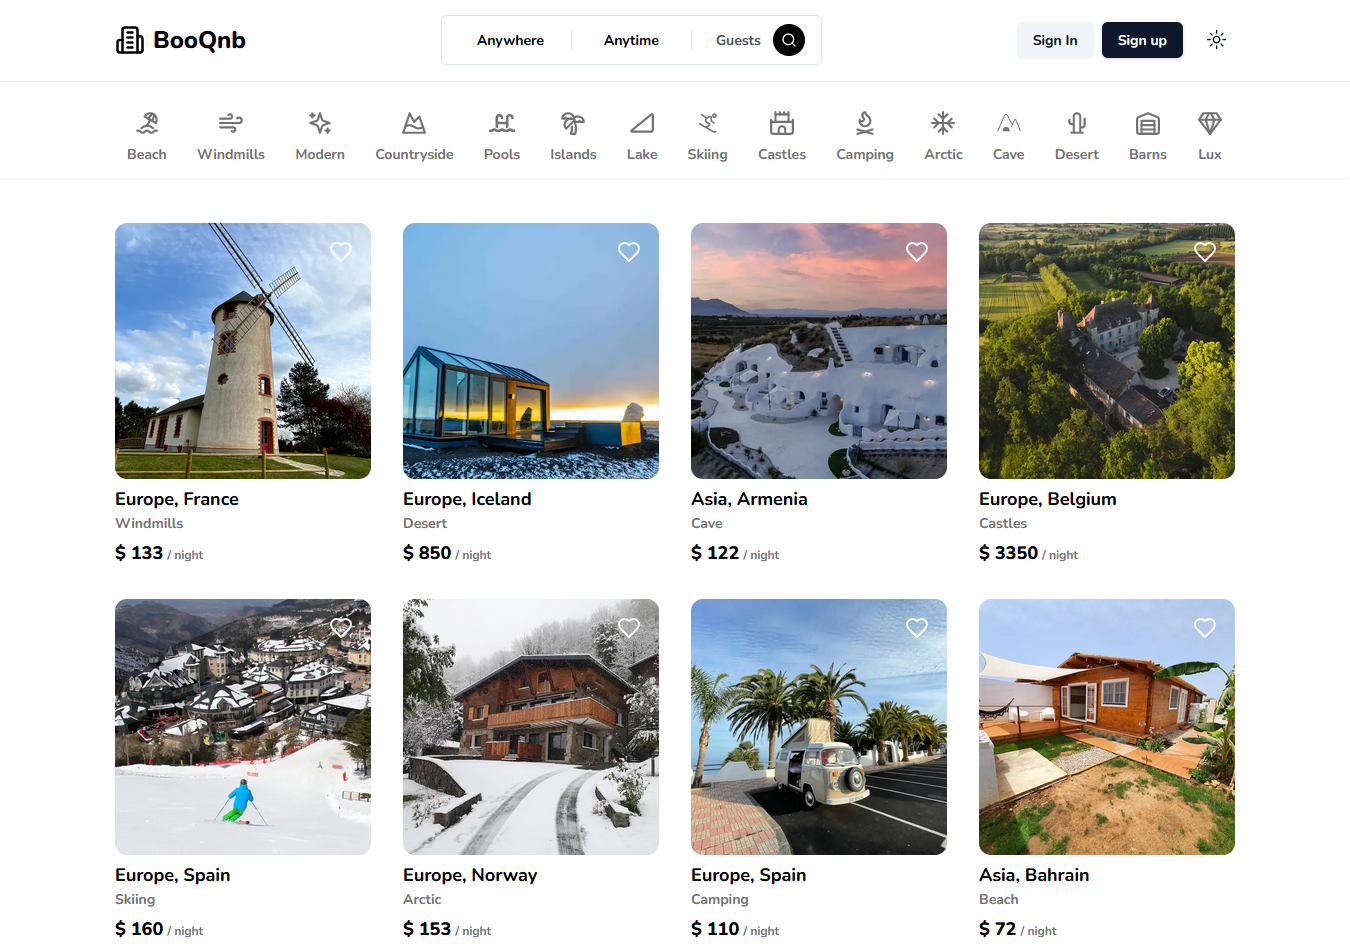 BooQnb
Anywhere Anytime Guests
Sign In Sign up
Beach Windmills Modern Countryside Pools Islands Lake Skiing Castles Camping Arctic Cave Desert Barns Lux
Europe, France
Windmills
$ 133 / night
Europe, Iceland
Desert
$ 850 / night
Asia, Armenia
Cave
$ 122 / night
Europe, Belgium
Castles
$ 3350 / night
Europe, Spain
Skiing
$ 160 / night
Europe, Norway
Arctic
$ 153 / night
Europe, Spain
Camping
$ 110 / night
Asia, Bahrain
Beach
$ 72 / night